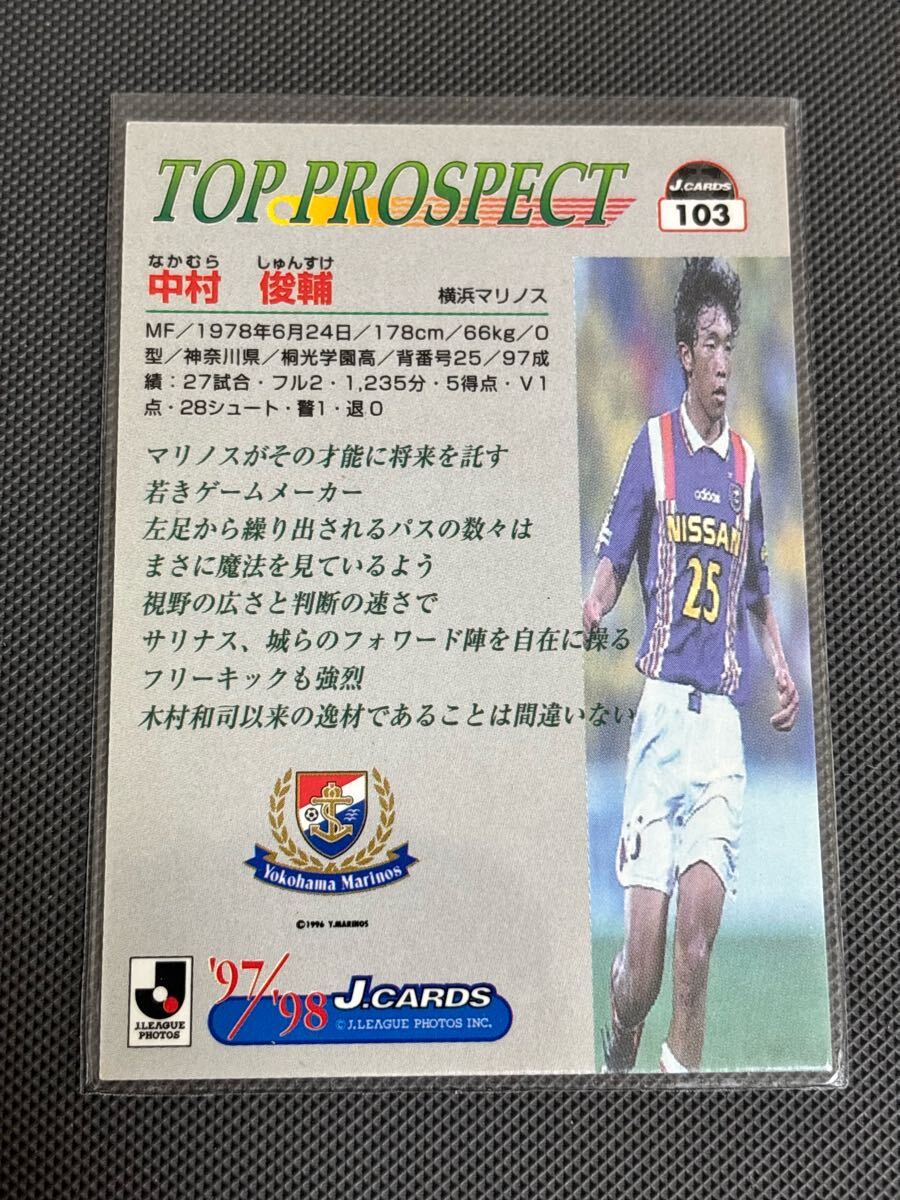 TOP PROSPECT
J.CARDS
103
なかむら しゅんすけ
中村 俊輔 横浜マリノス
MF／1978年6月24日／178cm／66kg／O
型／神奈川県／桐光学園高／背番号25／97成
績：27試合・フル2・1,235分・5得点・V1
点・28シュート・警1・退0
マリノスがその才能に将来を託す
若きゲームメーカー
左足から繰り出されるパスの数々は
まさに魔法を見ているよう
視野の広さと判断の速さで
サリナス、城らのフォワード陣を自在に操る
フリーキックも強烈
木村和司以来の逸材であることは間違いない
adidas
NISSAN
25
Yokohama Marinos
©1996 Y.MARINOS
J.LEAGUE
PHOTOS
'97/'98 J.CARDS
© J.LEAGUE PHOTOS INC.